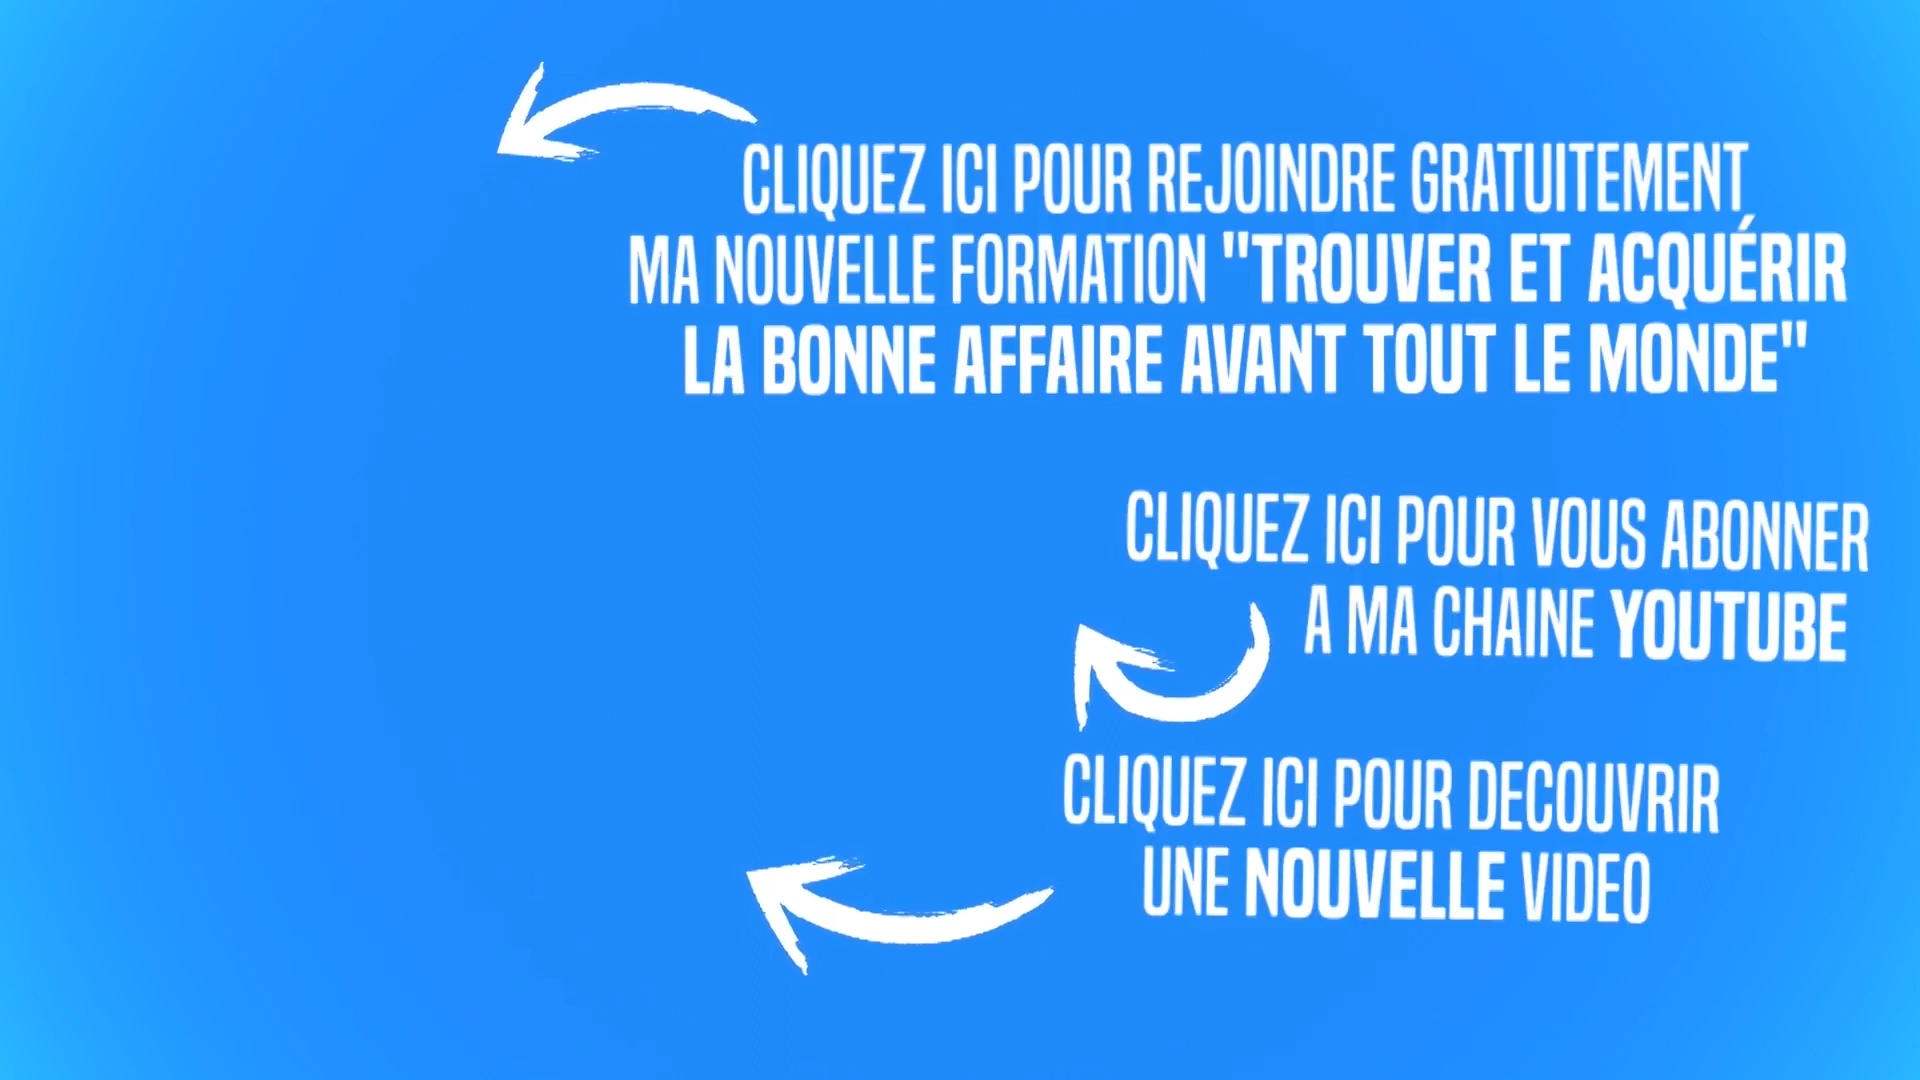 CLIQUEZ ICI POUR REJOINDRE GRATUITEMENT
MA NOUVELLE FORMATION "TROUVER ET ACQUÉRIR
LA BONNE AFFAIRE AVANT TOUT LE MONDE"
CLIQUEZ ICI POUR VOUS ABONNER
A MA CHAINE YOUTUBE
CLIQUEZ ICI POUR DECOUVRIR
UNE NOUVELLE VIDEO